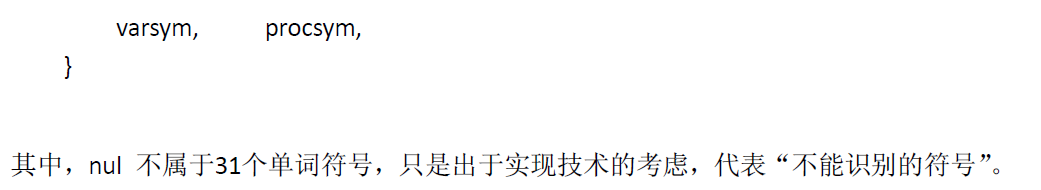 varsym, procsym,
}
其中，nul 不属于31个单词符号，只是出于实现技术的考虑，代表“不能识别的符号”。